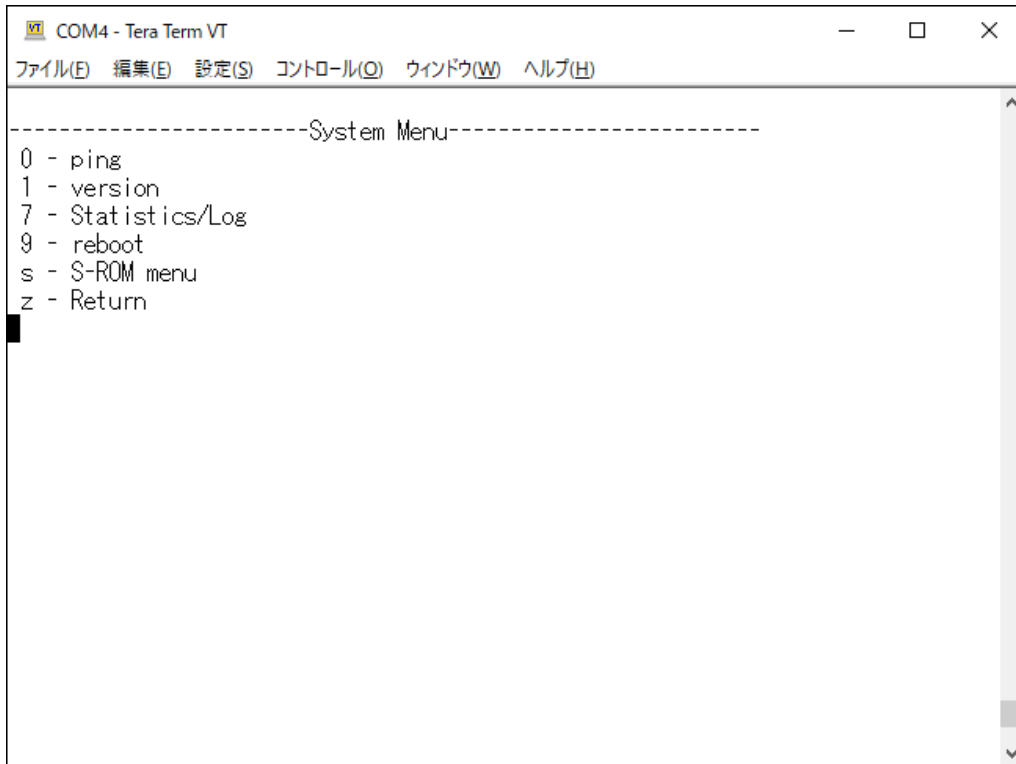 COM4 - Tera Term VT
ファイル(F) 編集(E) 設定(S) コントロール(O) ウィンドウ(W) ヘルプ(H)
------------------------System Menu-------------------------
0 - ping
1 - version
7 - Statistics/Log
9 - reboot
s - S-ROM menu
z - Return